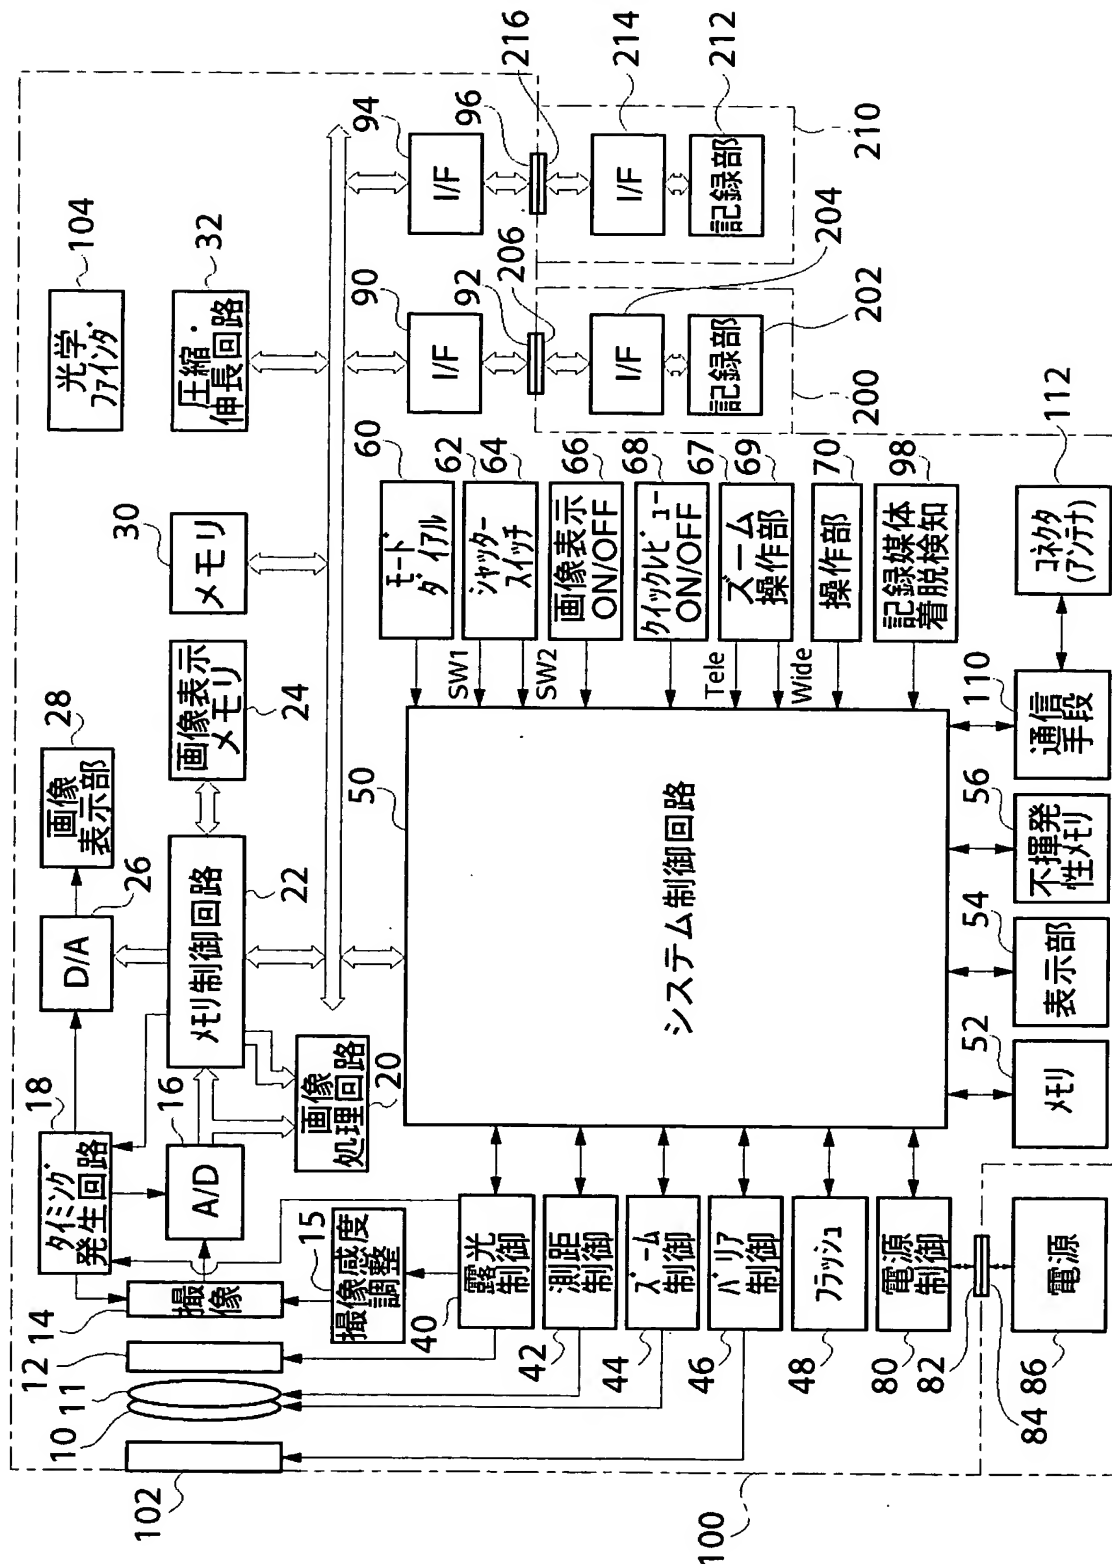 104
光学
ファインダ
32
圧縮・
伸長回路
30
メモリ
28
画像
表示部
画像表示
メモリ
24
26
D/A
メモリ制御回路
22
18
タイミング
発生回路
16
A/D
画像
処理回路
20
14
撮像
12
11
10
102
15
撮像感度
調整
94
I/F
96
216
214
I/F
212
記録部
210
90
I/F
92
206
204
I/F
202
記録部
200
60
モード
ダイアル
62
64
シャッター
スイッチ
SW1
SW2
66
画像表示
ON/OFF
68
クイックレビュー
ON/OFF
67
69
ズーム
操作部
Tele
Wide
70
操作部
98
記録媒体
着脱検知
50
システム制御回路
40
露光
制御
42
測距
制御
44
ズーム
制御
46
バリア
制御
48
フラッシュ
80
電源
制御
82
84
86
電源
52
メモリ
54
表示部
56
不揮発
性メモリ
110
通信
手段
112
コネクタ
(アンテナ)
100